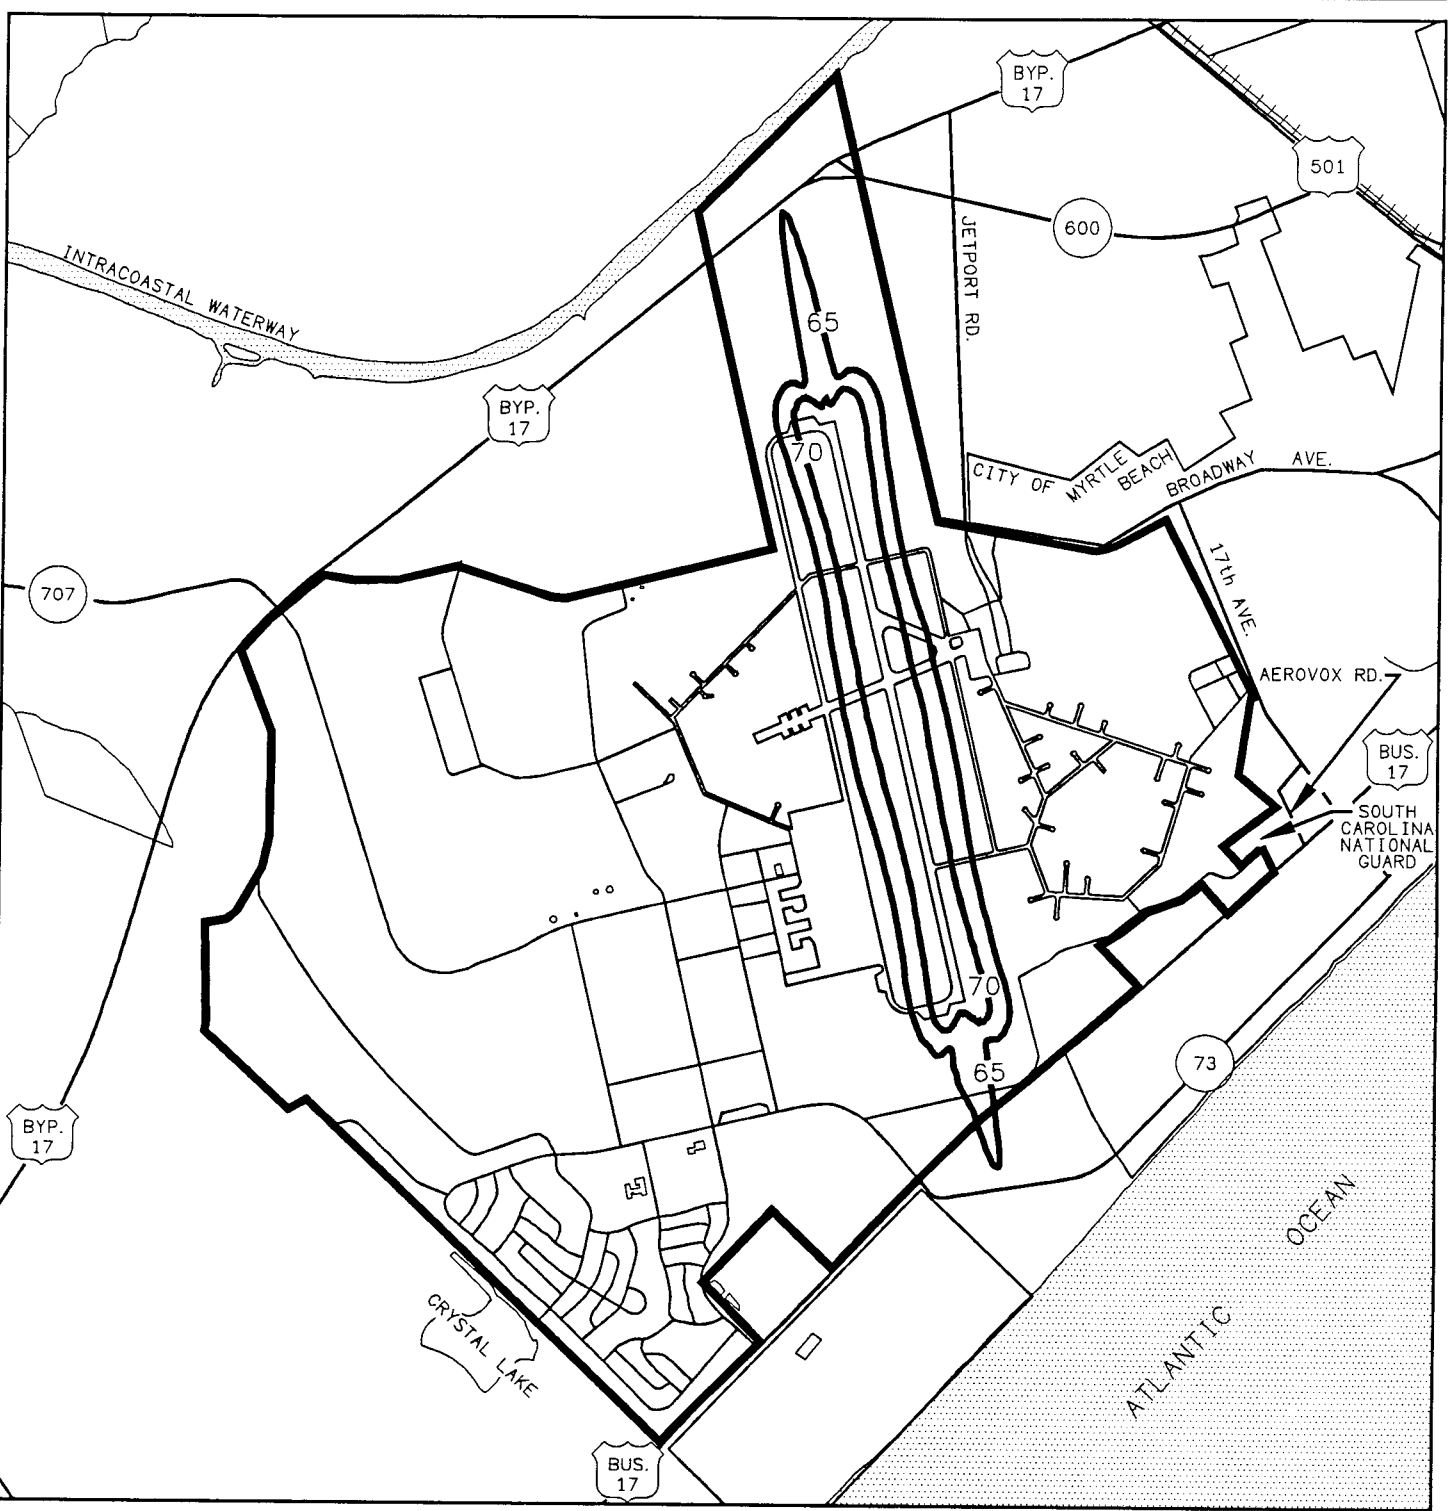 BYP.
17
501
600
INTRACOASTAL WATERWAY
JETPORT RD.
65
BYP.
17
70
CITY OF MYRTLE BEACH
BROADWAY AVE.
17th AVE.
707
AEROVOX RD.
BUS.
17
SOUTH
CAROLINA
NATIONAL
GUARD
70
65
73
BYP.
17
OCEAN
ATLANTIC
CRYSTAL LAKE
BUS.
17